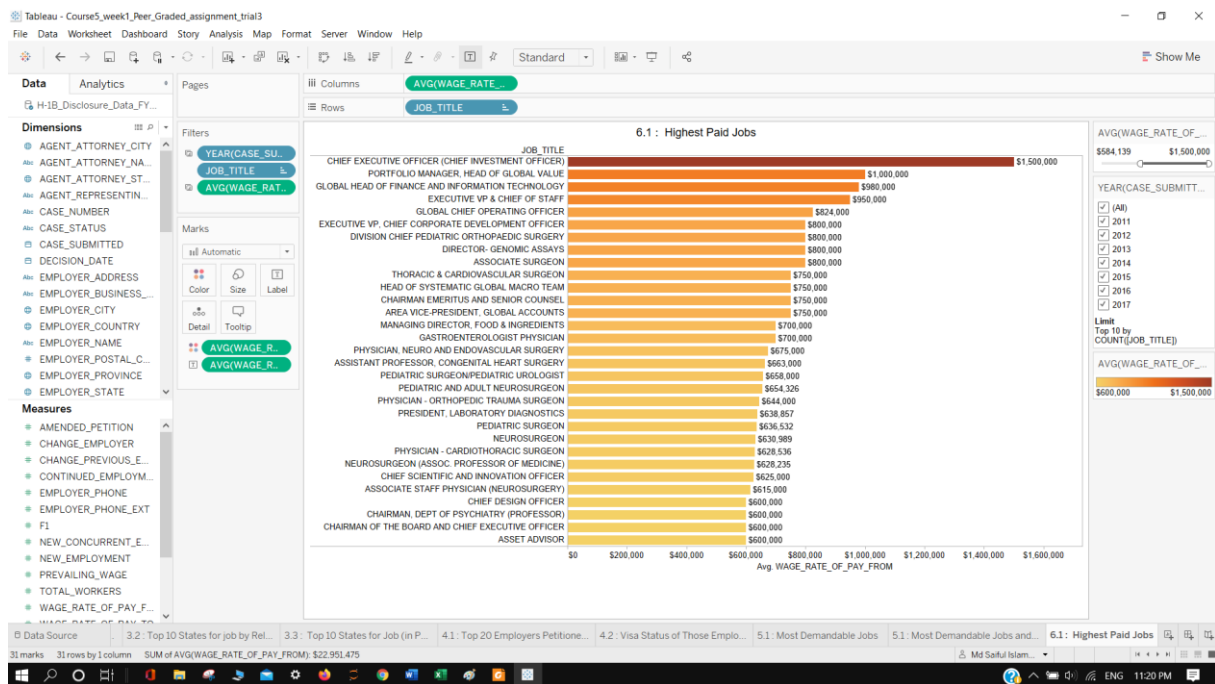 Tableau - Course5_week1_Peer_Graded_assignment_trial3
File Data Worksheet Dashboard Story Analysis Map Format Server Window Help
Standard
Show Me
Data Analytics
H-1B_Disclosure_Data_FY...
Dimensions
AGENT_ATTORNEY_CITY
Abc AGENT_ATTORNEY_NA...
AGENT_ATTORNEY_ST...
Abc AGENT_REPRESENTIN...
Abc CASE_NUMBER
Abc CASE_STATUS
CASE_SUBMITTED
DECISION_DATE
Abc EMPLOYER_ADDRESS
Abc EMPLOYER_BUSINESS_...
EMPLOYER_CITY
EMPLOYER_COUNTRY
Abc EMPLOYER_NAME
# EMPLOYER_POSTAL_C...
EMPLOYER_PROVINCE
EMPLOYER_STATE
Measures
# AMENDED_PETITION
# CHANGE_EMPLOYER
# CHANGE_PREVIOUS_E...
# CONTINUED_EMPLOYM...
# EMPLOYER_PHONE
# EMPLOYER_PHONE_EXT
# F1
# NEW_CONCURRENT_E...
# NEW_EMPLOYMENT
# PREVAILING_WAGE
# TOTAL_WORKERS
# WAGE_RATE_OF_PAY_F...
Pages
Filters
YEAR(CASE_SU..
JOB_TITLE
AVG(WAGE_RAT..
Marks
Automatic
Color Size Label
Detail Tooltip
AVG(WAGE_R..
AVG(WAGE_R..
Columns AVG(WAGE_RATE_..
Rows JOB_TITLE
6.1 : Highest Paid Jobs
JOB_TITLE
CHIEF EXECUTIVE OFFICER (CHIEF INVESTMENT OFFICER) $1,500,000
PORTFOLIO MANAGER, HEAD OF GLOBAL VALUE $1,000,000
GLOBAL HEAD OF FINANCE AND INFORMATION TECHNOLOGY $980,000
EXECUTIVE VP & CHIEF OF STAFF $950,000
GLOBAL CHIEF OPERATING OFFICER $824,000
EXECUTIVE VP, CHIEF CORPORATE DEVELOPMENT OFFICER $800,000
DIVISION CHIEF PEDIATRIC ORTHOPAEDIC SURGERY $800,000
DIRECTOR- GENOMIC ASSAYS $800,000
ASSOCIATE SURGEON $800,000
THORACIC & CARDIOVASCULAR SURGEON $750,000
HEAD OF SYSTEMATIC GLOBAL MACRO TEAM $750,000
CHAIRMAN EMERITUS AND SENIOR COUNSEL $750,000
AREA VICE-PRESIDENT, GLOBAL ACCOUNTS $750,000
MANAGING DIRECTOR, FOOD & INGREDIENTS $700,000
GASTROENTEROLOGIST PHYSICIAN $700,000
PHYSICIAN, NEURO AND ENDOVASCULAR SURGERY $675,000
ASSISTANT PROFESSOR, CONGENITAL HEART SURGERY $663,000
PEDIATRIC SURGEON/PEDIATRIC UROLOGIST $658,000
PEDIATRIC AND ADULT NEUROSURGEON $654,326
PHYSICIAN - ORTHOPEDIC TRAUMA SURGEON $644,000
PRESIDENT, LABORATORY DIAGNOSTICS $638,857
PEDIATRIC SURGEON $636,532
NEUROSURGEON $630,989
PHYSICIAN - CARDIOTHORACIC SURGEON $628,536
NEUROSURGEON (ASSOC. PROFESSOR OF MEDICINE) $628,235
CHIEF SCIENTIFIC AND INNOVATION OFFICER $625,000
ASSOCIATE STAFF PHYSICIAN (NEUROSURGERY) $615,000
CHIEF DESIGN OFFICER $600,000
CHAIRMAN, DEPT OF PSYCHIATRY (PROFESSOR) $600,000
CHAIRMAN OF THE BOARD AND CHIEF EXECUTIVE OFFICER $600,000
ASSET ADVISOR $600,000
$0 $200,000 $400,000 $600,000 $800,000 $1,000,000 $1,200,000 $1,400,000 $1,600,000
Avg. WAGE_RATE_OF_PAY_FROM
AVG(WAGE_RATE_OF_...
$584,139 $1,500,000
YEAR(CASE_SUBMITT...
(All)
2011
2012
2013
2014
2015
2016
2017
Limit
Top 10 by
COUNT([JOB_TITLE])
AVG(WAGE_RATE_OF_...
$600,000 $1,500,000
Data Source 3.2 : Top 10 States for job by Rel... 3.3 : Top 10 States for Job (in P... 4.1 : Top 20 Employers Petitione... 4.2 : Visa Status of Those Emplo... 5.1 : Most Demandable Jobs 5.1 : Most Demandable Jobs and... 6.1 : Highest Paid Jobs
31 marks 31 rows by 1 column SUM of AVG(WAGE_RATE_OF_PAY_FROM): $22,951,475 Md Saiful Islam...
ENG 11:20 PM